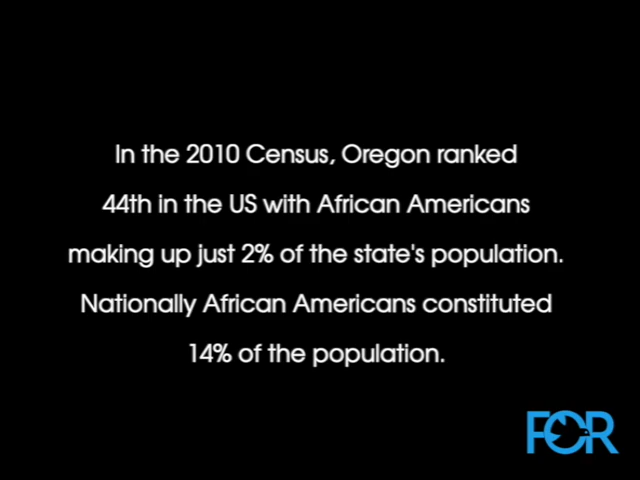 In the 2010 Census, Oregon ranked
44th in the US with African Americans
making up just 2% of the state's population.
Nationally African Americans constituted
14% of the population.
FOR